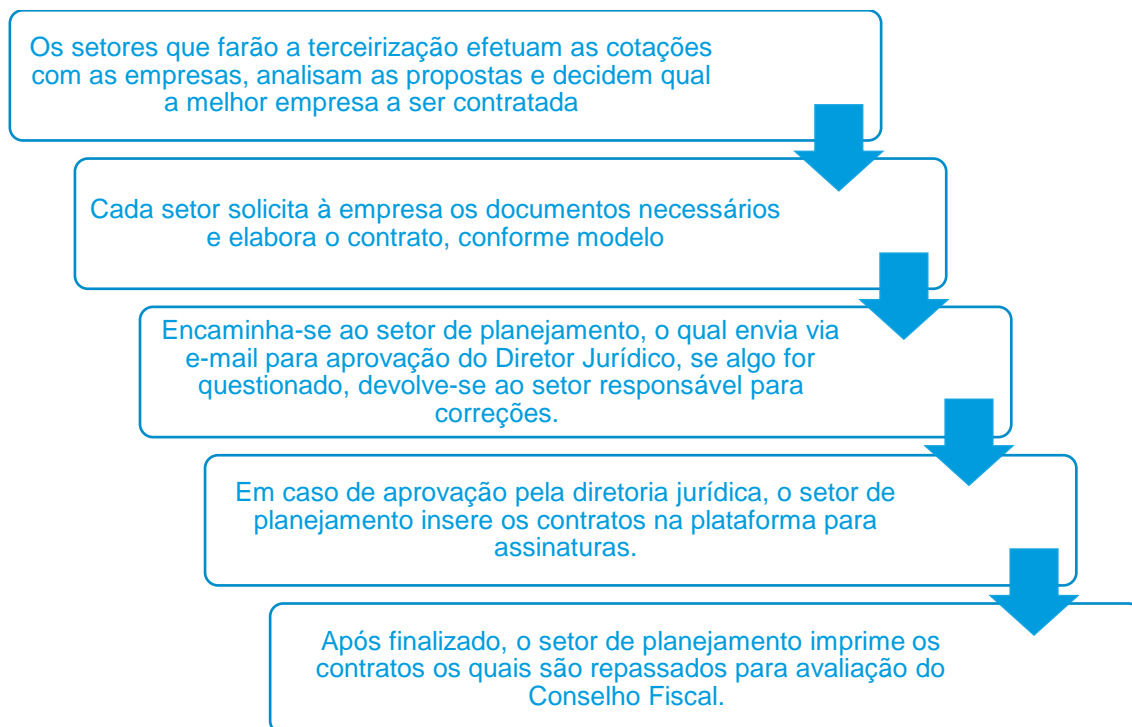 Os setores que farão a terceirização efetuam as cotações
com as empresas, analisam as propostas e decidem qual
a melhor empresa a ser contratada
Cada setor solicita à empresa os documentos necessários
e elabora o contrato, conforme modelo
Encaminha-se ao setor de planejamento, o qual envia via
e-mail para aprovação do Diretor Jurídico, se algo for
questionado, devolve-se ao setor responsável para
correções.
Em caso de aprovação pela diretoria jurídica, o setor de
planejamento insere os contratos na plataforma para
assinaturas.
Após finalizado, o setor de planejamento imprime os
contratos os quais são repassados para avaliação do
Conselho Fiscal.